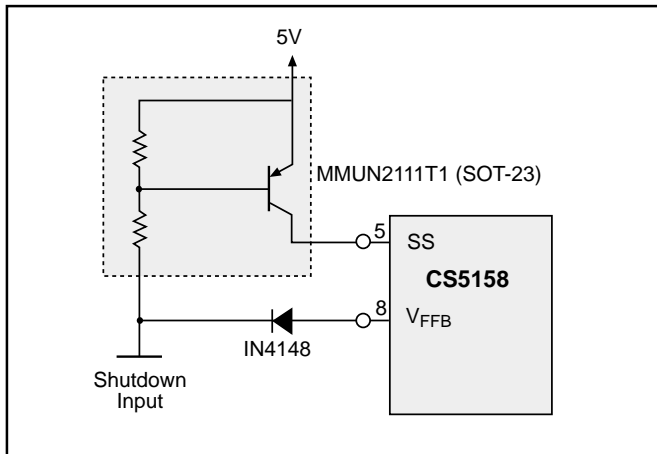 5V
MMUN2111T1 (SOT-23)
5
SS
CS5158
8
VFFB
IN4148
Shutdown
Input